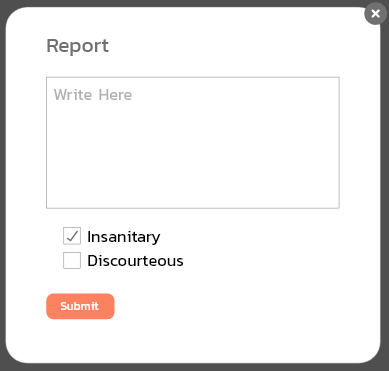 Report
Write Here
Insanitary
Discourteous
Submit